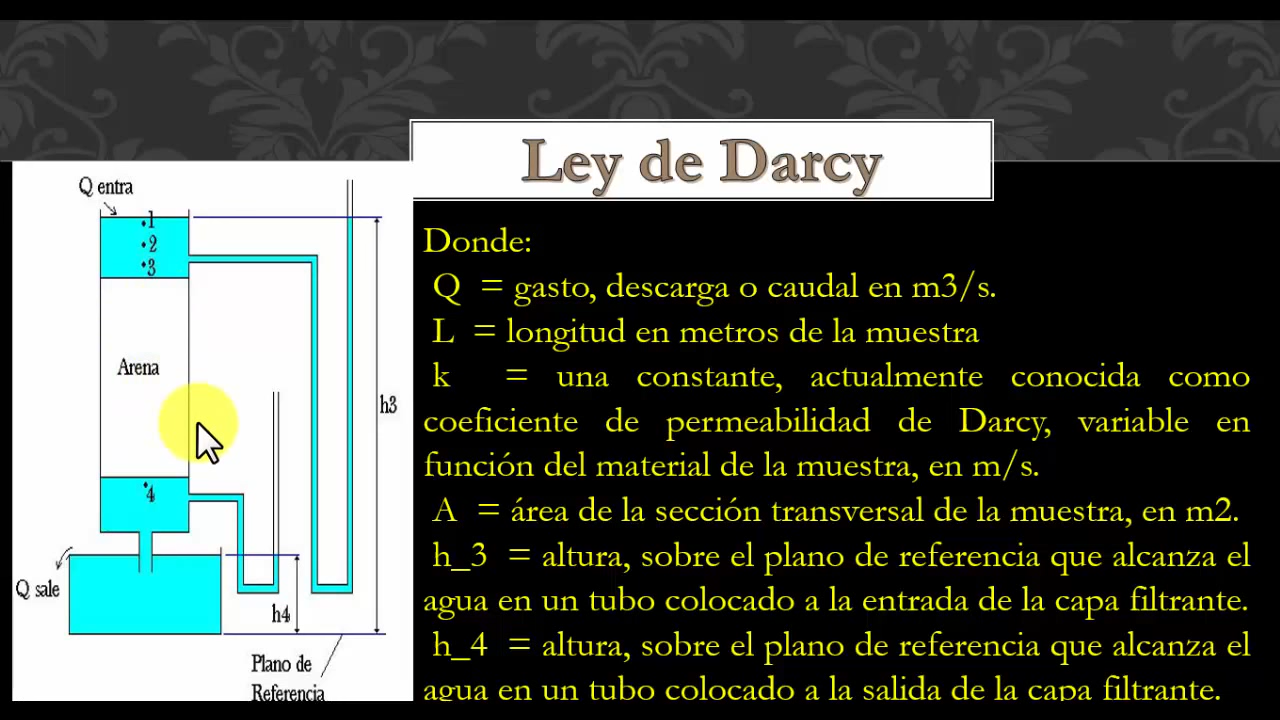 Ley de Darcy
Q entra
1
2
3
Arena
h3
4
Q sale
h4
Plano de
Referencia
Donde:
Q = gasto, descarga o caudal en m3/s.
L = longitud en metros de la muestra
k = una constante, actualmente conocida como
coeficiente de permeabilidad de Darcy, variable en
función del material de la muestra, en m/s.
A = área de la sección transversal de la muestra, en m2.
h_3 = altura, sobre el plano de referencia que alcanza el
agua en un tubo colocado a la entrada de la capa filtrante.
h_4 = altura, sobre el plano de referencia que alcanza el
agua en un tubo colocado a la salida de la capa filtrante.